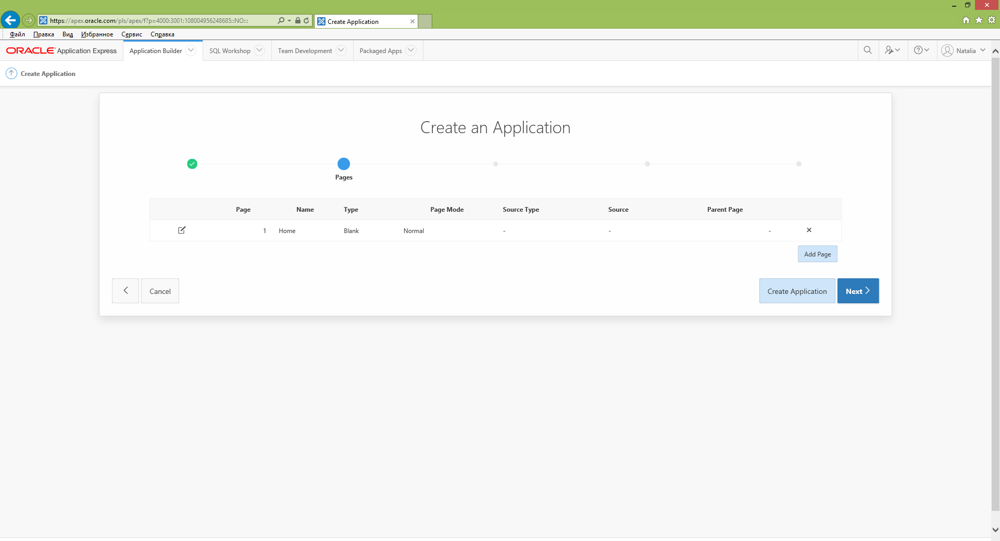 https://apex.oracle.com/pls/apex/f?p=4000:3001:108004956248685::NO:::
Create Application
Файл Правка Вид Избранное Сервис Справка
ORACLE Application Express Application Builder SQL Workshop Team Development Packaged Apps Natalia
Create Application
Create an Application
Pages
Page Name Type Page Mode Source Type Source Parent Page
1 Home Blank Normal - - -
Add Page
Cancel Create Application Next